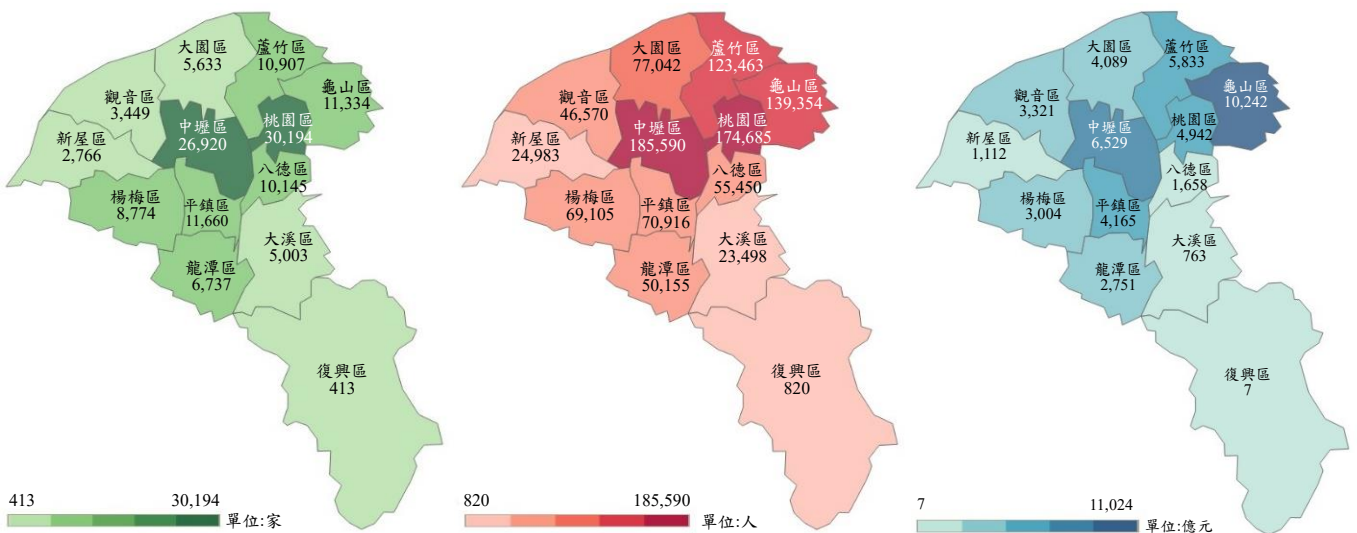 大園區
5,633
蘆竹區
10,907
龜山區
11,334
觀音區
3,449
中壢區
26,920
桃園區
30,194
新屋區
2,766
八德區
10,145
楊梅區
8,774
平鎮區
11,660
大溪區
5,003
龍潭區
6,737
復興區
413
413 30,194
單位:家
大園區
77,042
蘆竹區
123,463
龜山區
139,354
觀音區
46,570
中壢區
185,590
桃園區
174,685
新屋區
24,983
八德區
55,450
楊梅區
69,105
平鎮區
70,916
大溪區
23,498
龍潭區
50,155
復興區
820
820 185,590
單位:人
大園區
4,089
蘆竹區
5,833
龜山區
10,242
觀音區
3,321
中壢區
6,529
桃園區
4,942
新屋區
1,112
八德區
1,658
楊梅區
3,004
平鎮區
4,165
大溪區
763
龍潭區
2,751
復興區
7
7 11,024
單位:億元